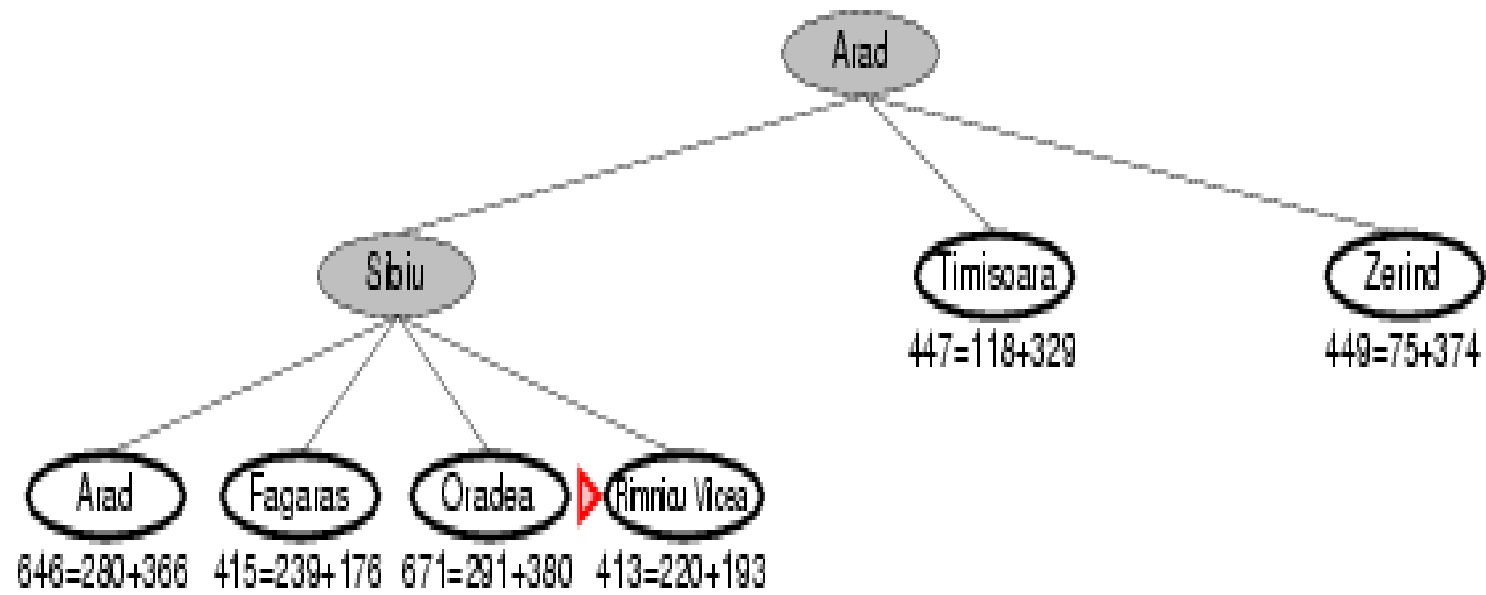 Arad
Sibiu
Timisoara
Zerind
447=118+329
449=75+374
Arad
Fagaras
Oradea
Rimnicu Vilcea
646=280+366
415=239+176
671=291+380
413=220+193